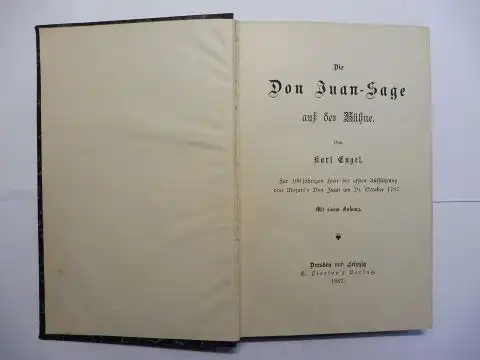 Die
Don Juan-Sage
auf der Bühne.
Von
Karl Engel.
Zur 100jährigen Feier der ersten Aufführung
von Mozart's Don Juan am 29. October 1787.
Mit einem Anhang.
Dresden und Leipzig
E. Pierson's Verlag.
1887.